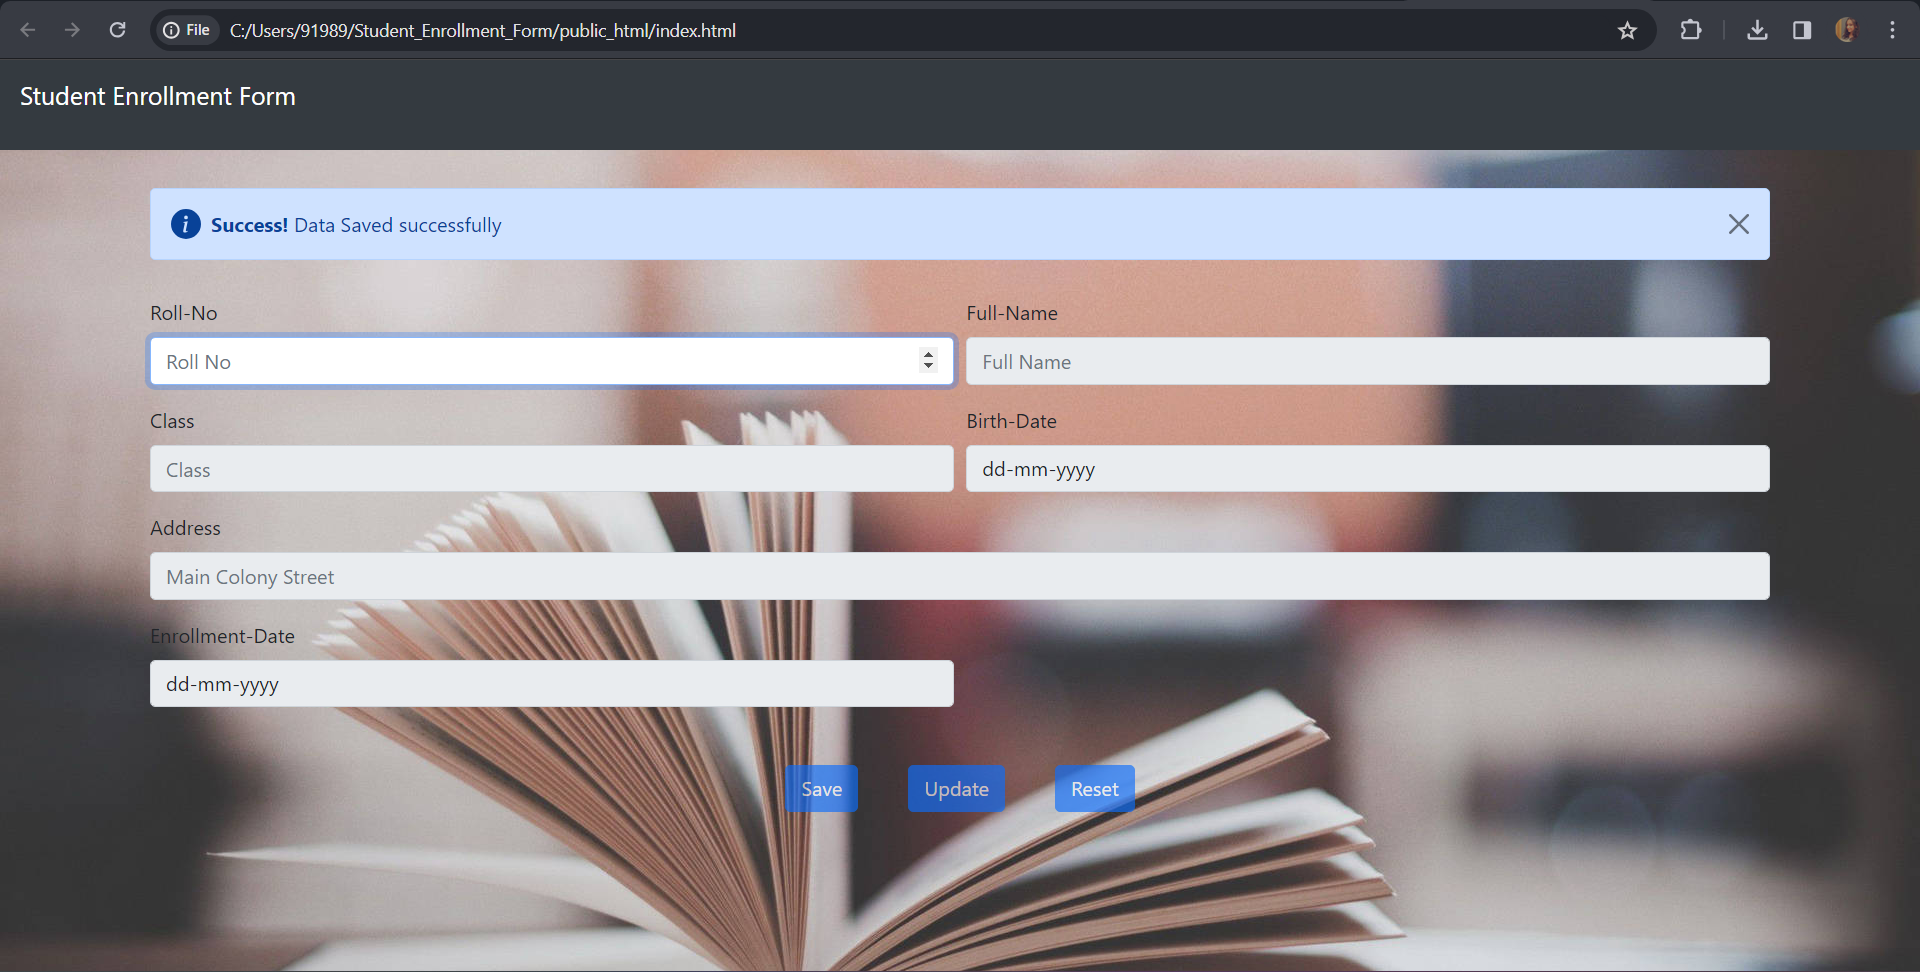 File C:/Users/91989/Student_Enrollment_Form/public_html/index.html
Student Enrollment Form
i Success! Data Saved successfully
Roll-No Full-Name
Roll No Full Name
Class Birth-Date
Class dd-mm-yyyy
Address
Main Colony Street
Enrollment-Date
dd-mm-yyyy
Save Update Reset